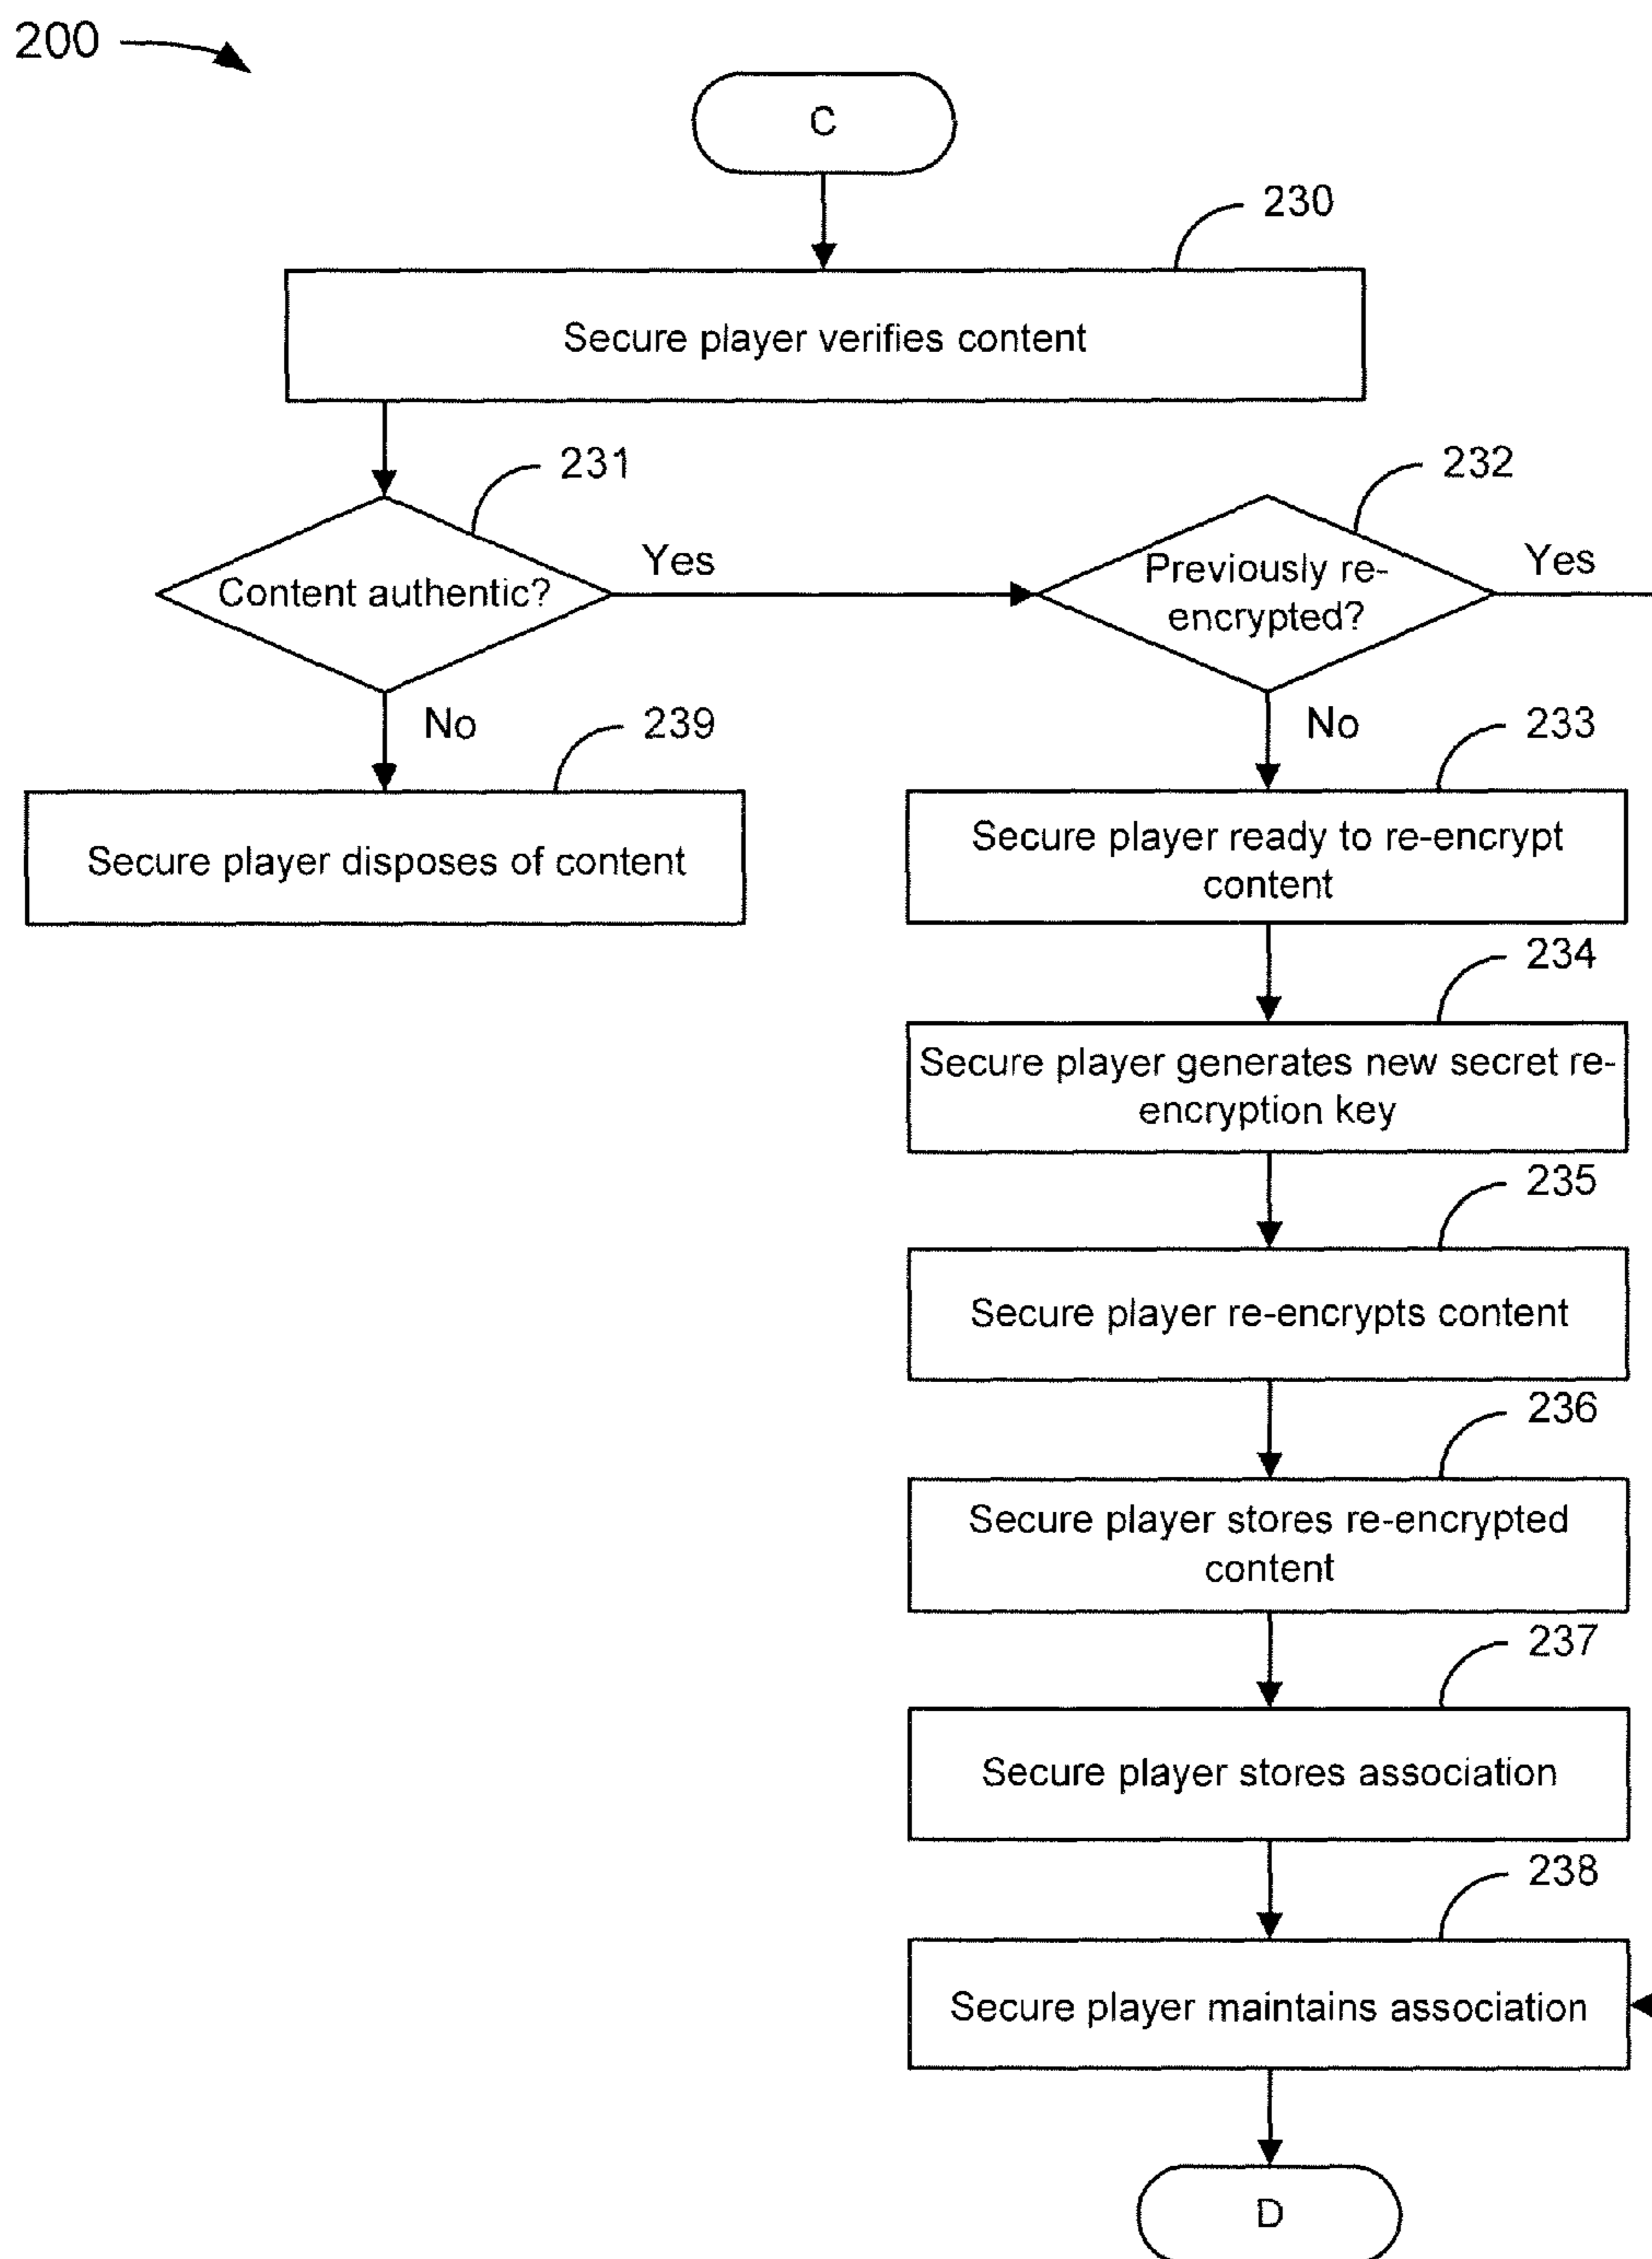 200
C
230
Secure player verifies content
231
232
Content authentic?
Yes
Previously re-
encrypted?
Yes
No
239
No
233
Secure player disposes of content
Secure player ready to re-encrypt
content
234
Secure player generates new secret re-
encryption key
235
Secure player re-encrypts content
236
Secure player stores re-encrypted
content
237
Secure player stores association
238
Secure player maintains association
D